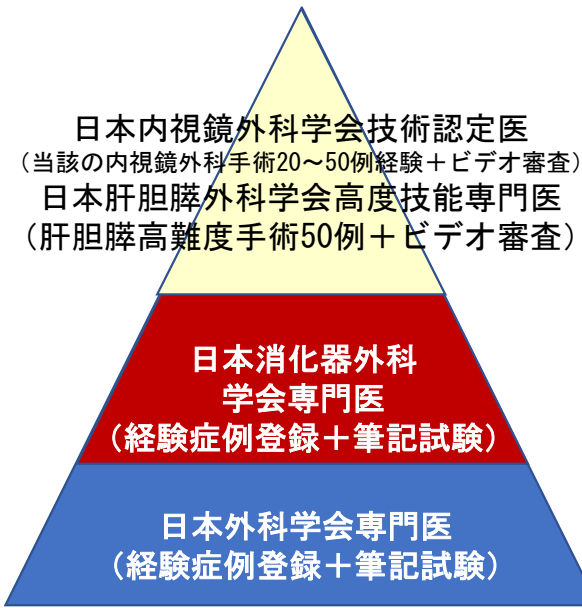 日本内視鏡外科学会技術認定医
（当該の内視鏡外科手術20～50例経験＋ビデオ審査）
日本肝胆膵外科学会高度技能専門医
（肝胆膵高難度手術50例＋ビデオ審査）
日本消化器外科
学会専門医
（経験症例登録＋筆記試験）
日本外科学会専門医
（経験症例登録＋筆記試験）